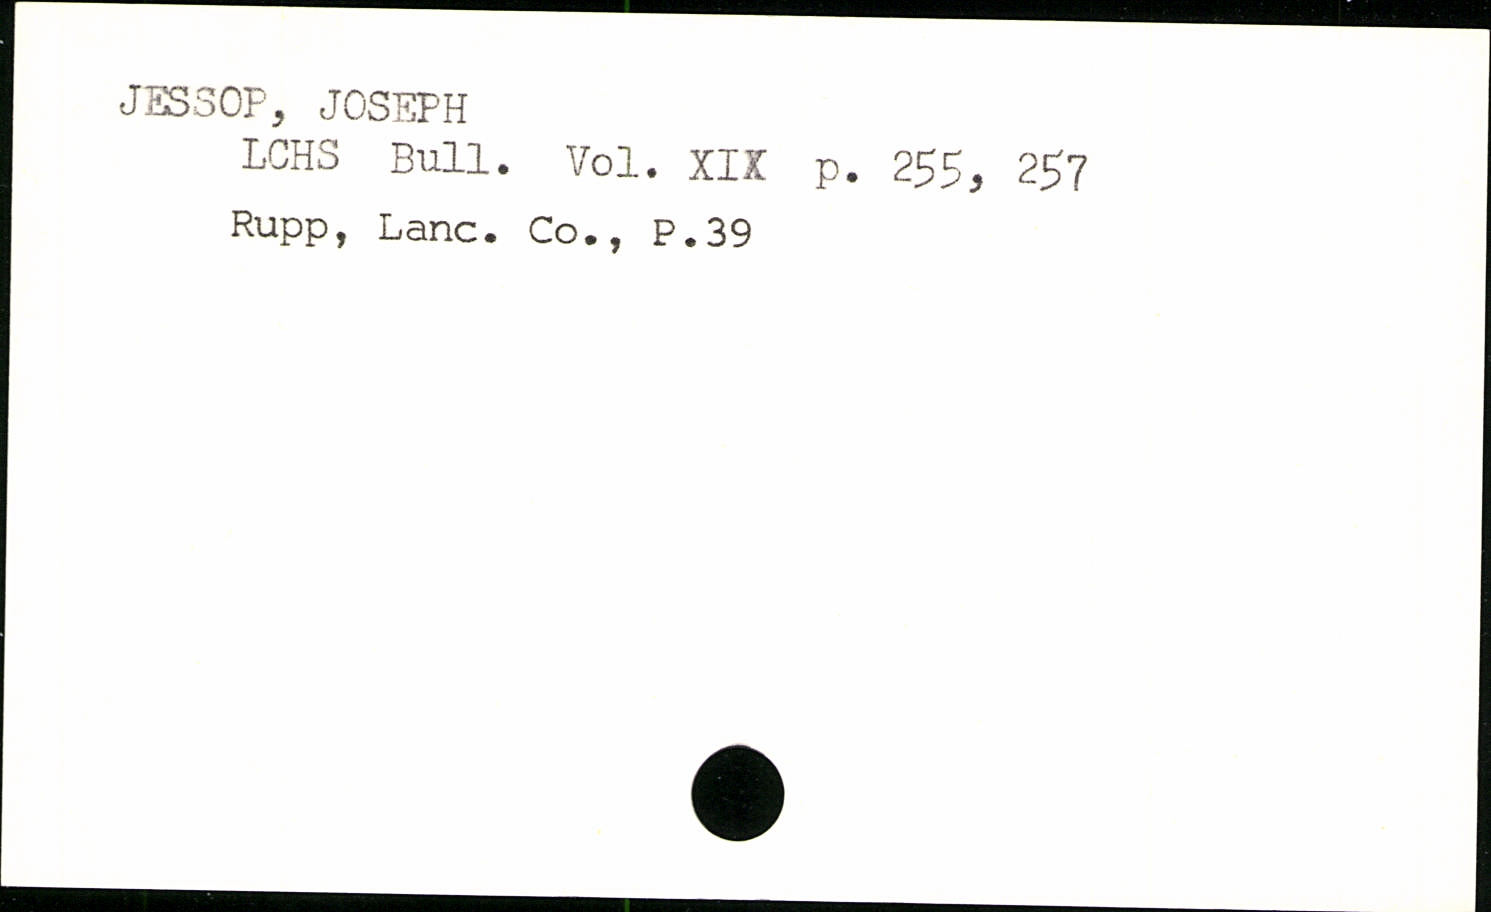 JESSOP, JOSEPH
LCHS Bull. Vol. XIX p. 255, 257
Rupp, Lanc. Co., P.39